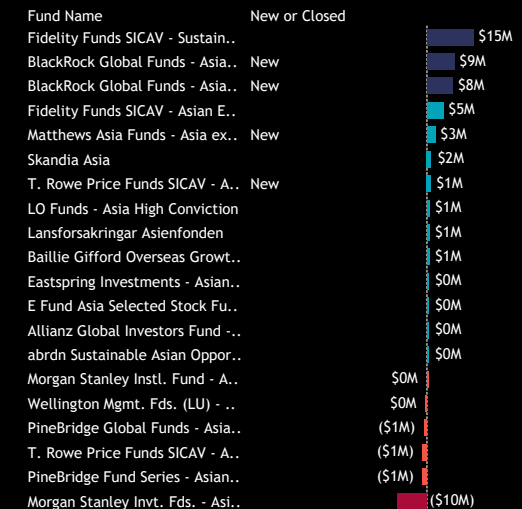 Fund Name New or Closed
Fidelity Funds SICAV - Sustain.. $15M
BlackRock Global Funds - Asia.. New $9M
BlackRock Global Funds - Asia.. New $8M
Fidelity Funds SICAV - Asian E.. $5M
Matthews Asia Funds - Asia ex.. New $3M
Skandia Asia $2M
T. Rowe Price Funds SICAV - A.. New $1M
LO Funds - Asia High Conviction $1M
Lansforsakringar Asienfonden $1M
Baillie Gifford Overseas Growt.. $1M
Eastspring Investments - Asian.. $0M
E Fund Asia Selected Stock Fu.. $0M
Allianz Global Investors Fund -.. $0M
abrdn Sustainable Asian Oppor.. $0M
Morgan Stanley Instl. Fund - A.. $0M
Wellington Mgmt. Fds. (LU) - .. $0M
PineBridge Global Funds - Asia.. ($1M)
T. Rowe Price Funds SICAV - A.. ($1M)
PineBridge Fund Series - Asian.. ($1M)
Morgan Stanley Invt. Fds. - Asi.. ($10M)